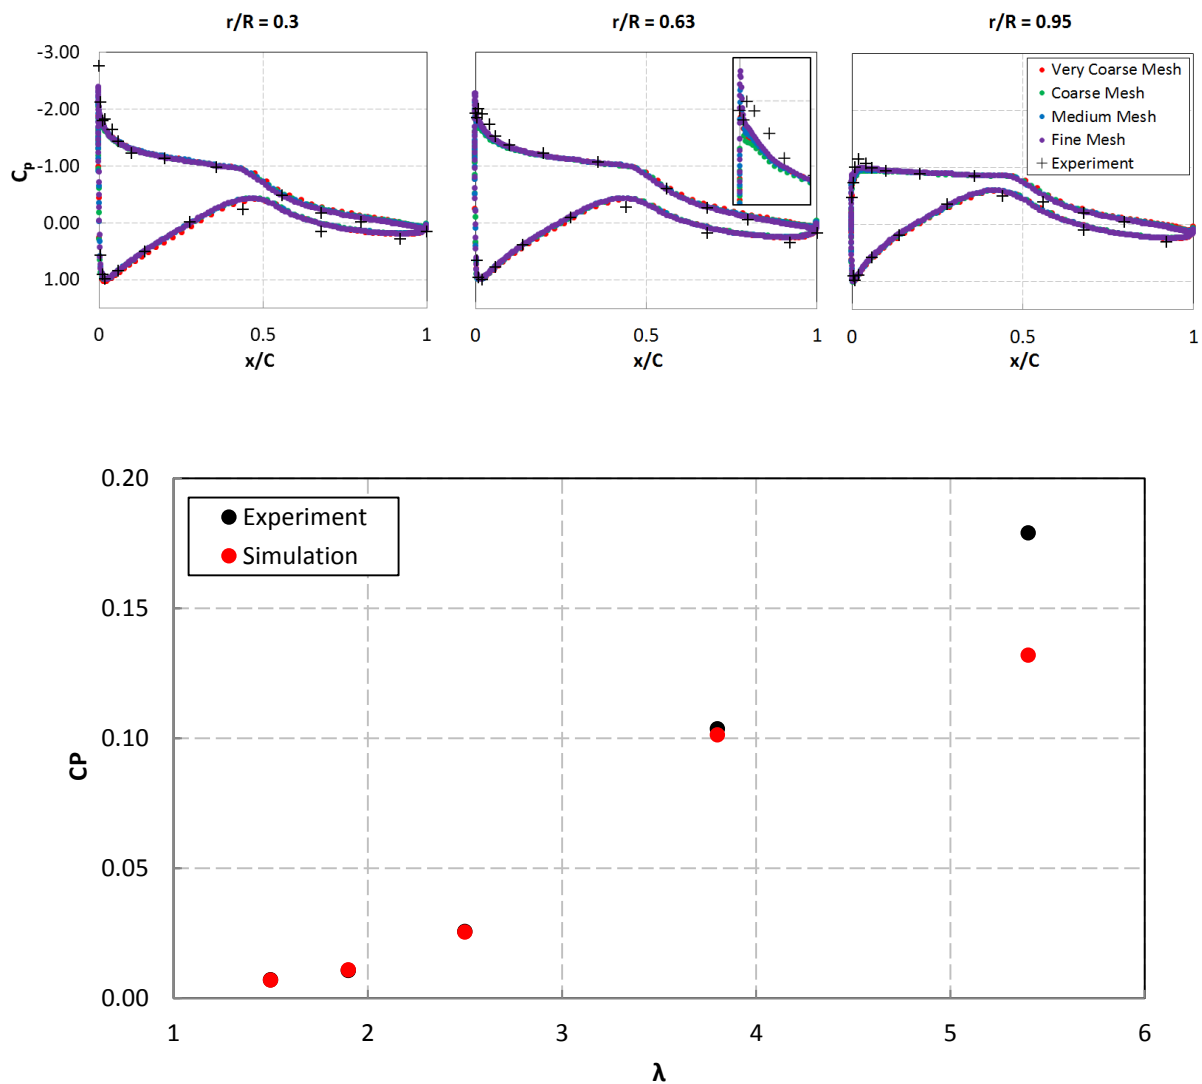 r/R = 0.3 r/R = 0.63 r/R = 0.95
-3.00
-2.00
-1.00
0.00
1.00
Cp
Very Coarse Mesh
Coarse Mesh
Medium Mesh
Fine Mesh
Experiment
0 0.5 1 0 0.5 1 0 0.5 1
x/C x/C x/C
0.20
0.15
0.10
0.05
0.00
CP
Experiment
Simulation
1 2 3 4 5 6
λ